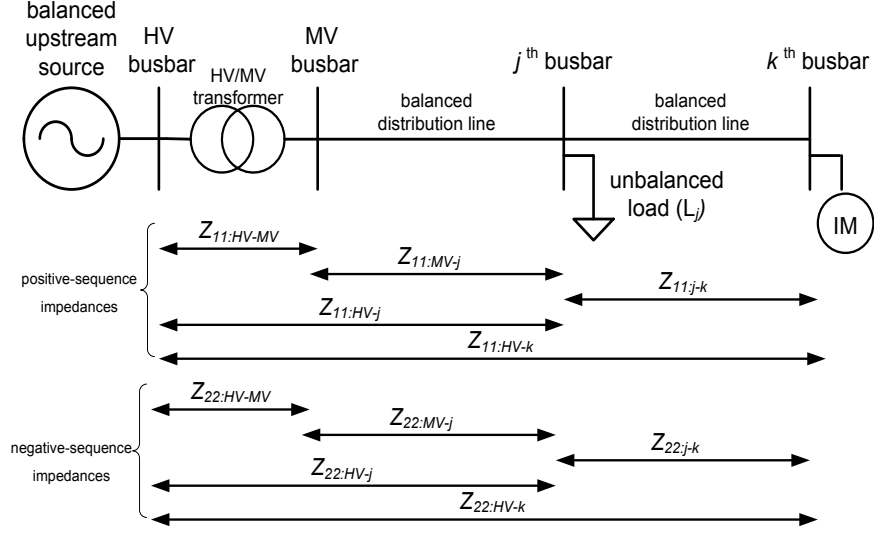 balanced
upstream
source
HV
busbar
HV/MV
transformer
MV
busbar
balanced
distribution line
j th busbar
balanced
distribution line
k th busbar
unbalanced
load (Lj)
IM
positive-sequence
impedances
Z11:HV-MV
Z11:MV-j
Z11:j-k
Z11:HV-j
Z11:HV-k
negative-sequence
impedances
Z22:HV-MV
Z22:MV-j
Z22:j-k
Z22:HV-j
Z22:HV-k